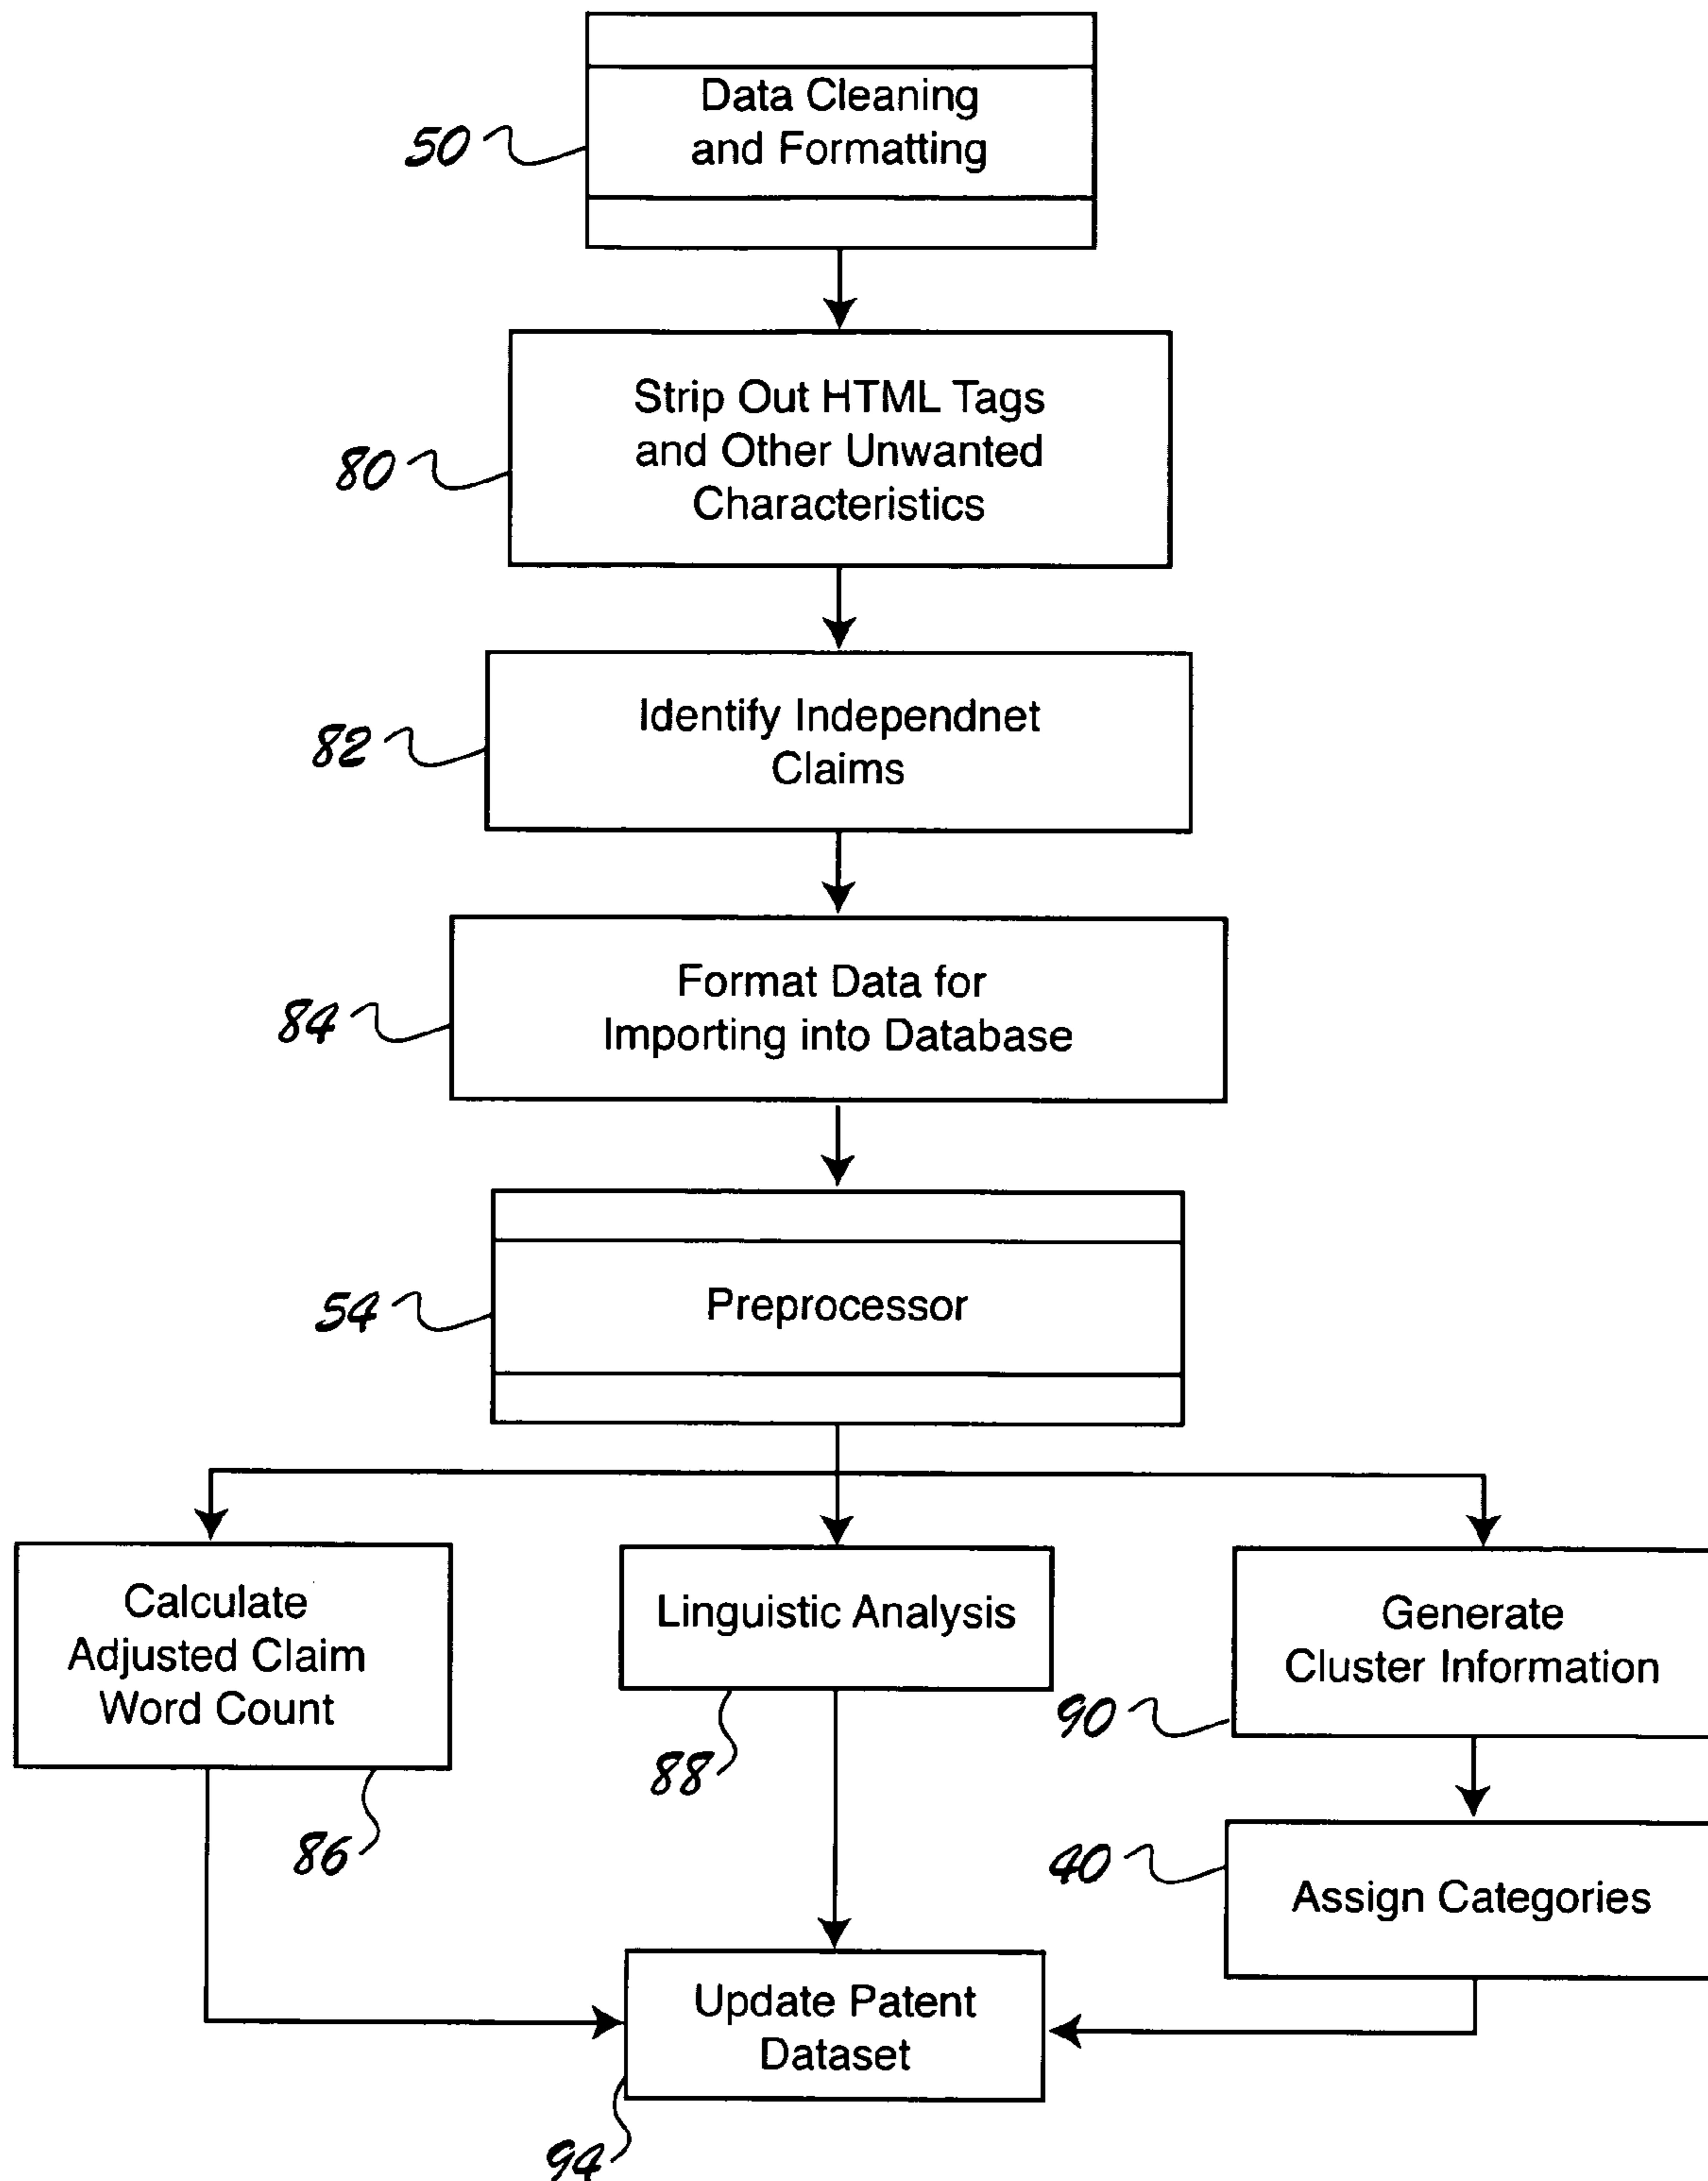 Data Cleaning
and Formatting
50
Strip Out HTML Tags
and Other Unwanted
Characteristics
80
Identify Independnet
Claims
82
Format Data for
Importing into Database
84
Preprocessor
54
Calculate
Adjusted Claim
Word Count
86
Linguistic Analysis
88
Generate
Cluster Information
90
Assign Categories
40
Update Patent
Dataset
94